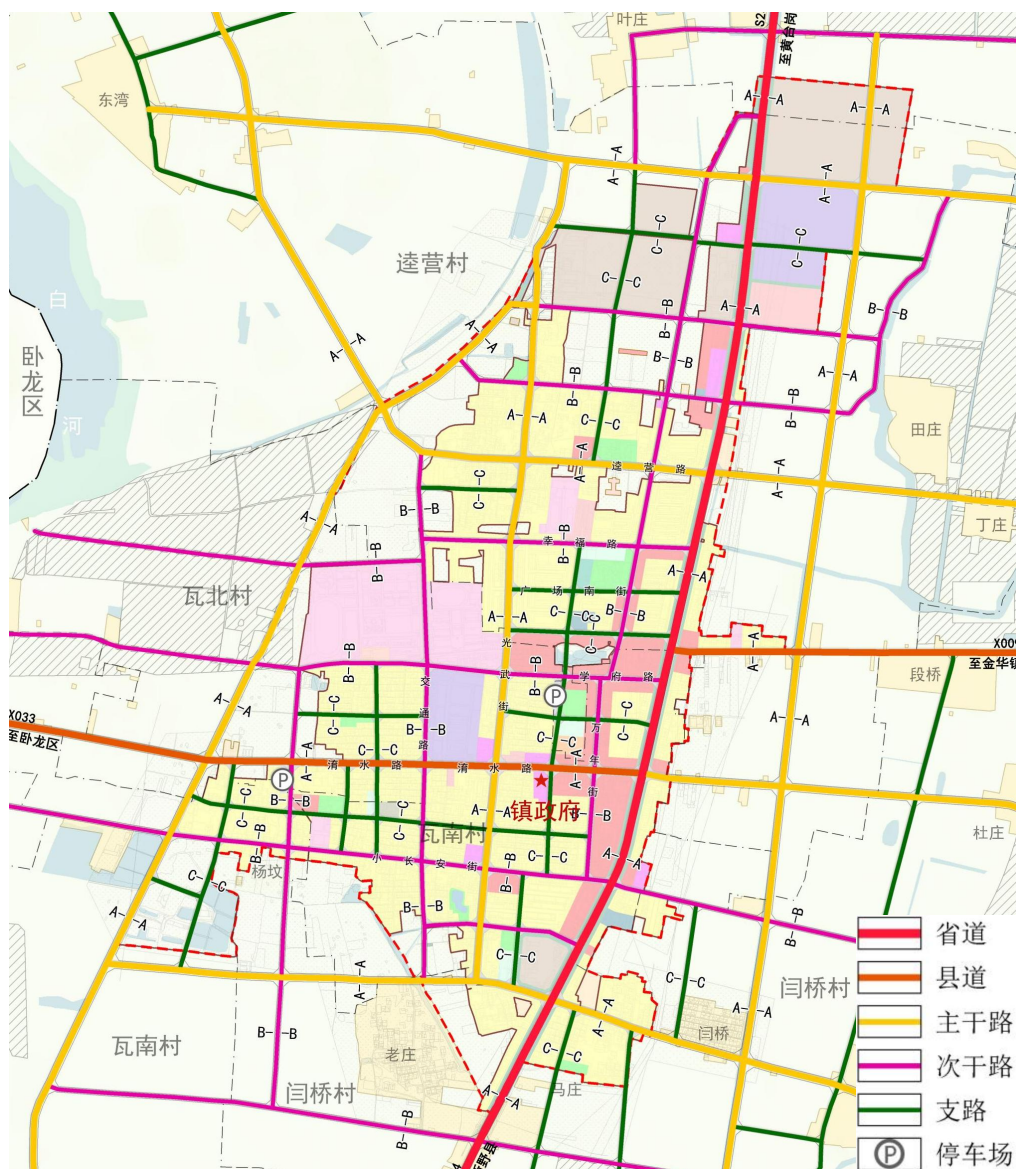 叶庄
S2
至黄台岗
东湾
A--A
A--A
A--A
A--A
C--C
C--C
逵营村
C--C
白
河
卧龙区
A--A
A--A
A--A
B--B
B--B
B--B
B--B
A--A
B--B
A--A
C--C
B--B
田庄
逵营路
A--A
A--A
C--C
B--B
A--A
丁庄
幸福路
B--B
B--B
瓦北村
A--A
广场南街
A--A
C--C
B--B
C--C
X009
至金华镇
A--A
光武街
B--B
学府路
B--B
段桥
交通路
P
A--A
C--C
C--C
B--B
万年街
A--A
X033
至卧龙区
C--C
C--C
A--A
A--A
淯水路
淯水路
P
B--B
镇政府
C--C
C--C
A--A
B--B
瓦南村
杜庄
B--B
小长安街
B--B
C--C
A--A
杨坟
C--C
B--B
B--B
A--A
B--B
C--C
C--C
A--A
闫桥村
A--A
A--A
B--B
闫桥
瓦南村
老庄
C--C
闫桥村
A--A
马庄
B--B
野县
省道
县道
主干路
次干路
支路
P 停车场